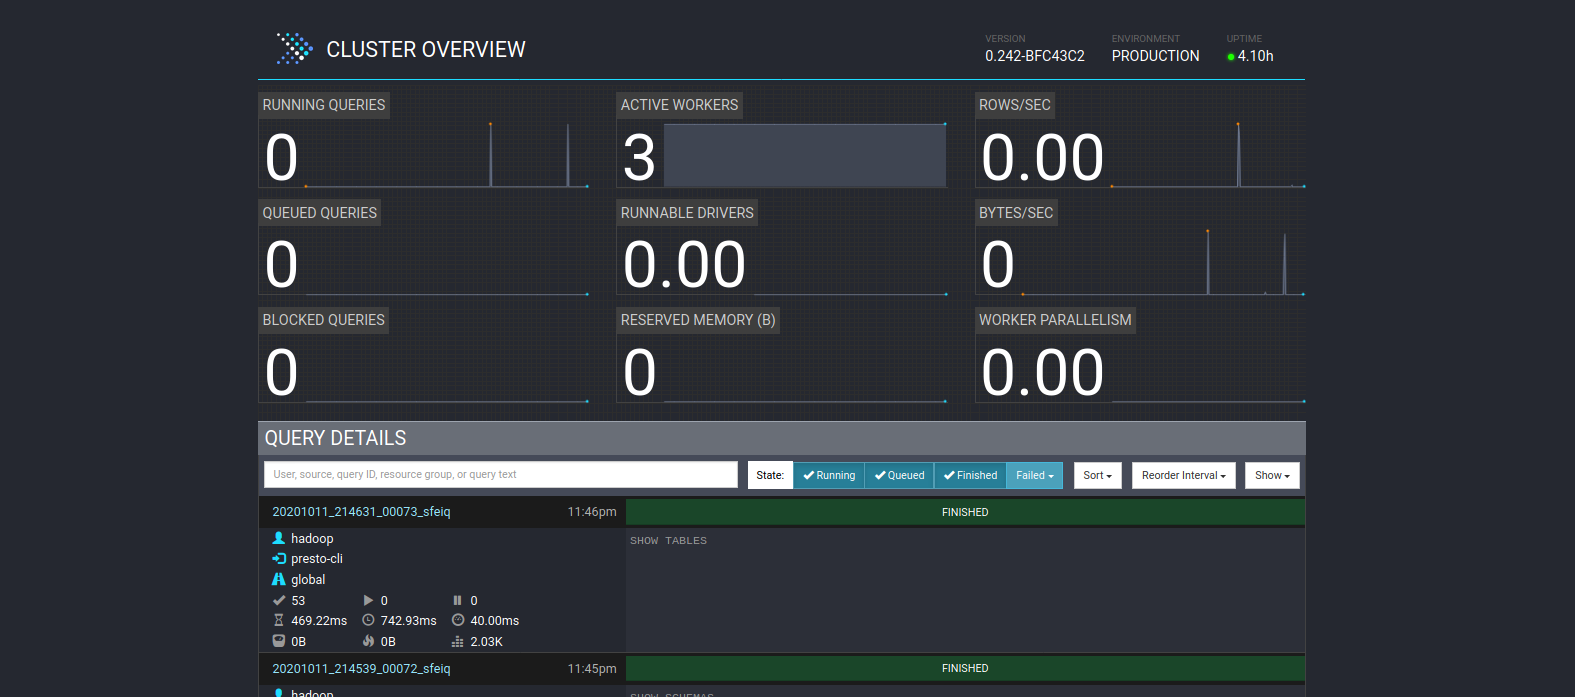 CLUSTER OVERVIEW
VERSION
0.242-BFC43C2
ENVIRONMENT
PRODUCTION
UPTIME
4.10h
RUNNING QUERIES
0
ACTIVE WORKERS
3
ROWS/SEC
0.00
QUEUED QUERIES
0
RUNNABLE DRIVERS
0.00
BYTES/SEC
0
BLOCKED QUERIES
0
RESERVED MEMORY (B)
0
WORKER PARALLELISM
0.00
QUERY DETAILS
User, source, query ID, resource group, or query text
State: Running Queued Finished Failed Sort Reorder Interval Show
20201011_214631_00073_sfeiq 11:46pm FINISHED
hadoop
SHOW TABLES
presto-cli
global
53 0 0
469.22ms 742.93ms 40.00ms
0B 0B 2.03K
20201011_214539_00072_sfeiq 11:45pm FINISHED
hadoop
SHOW SCHEMAS